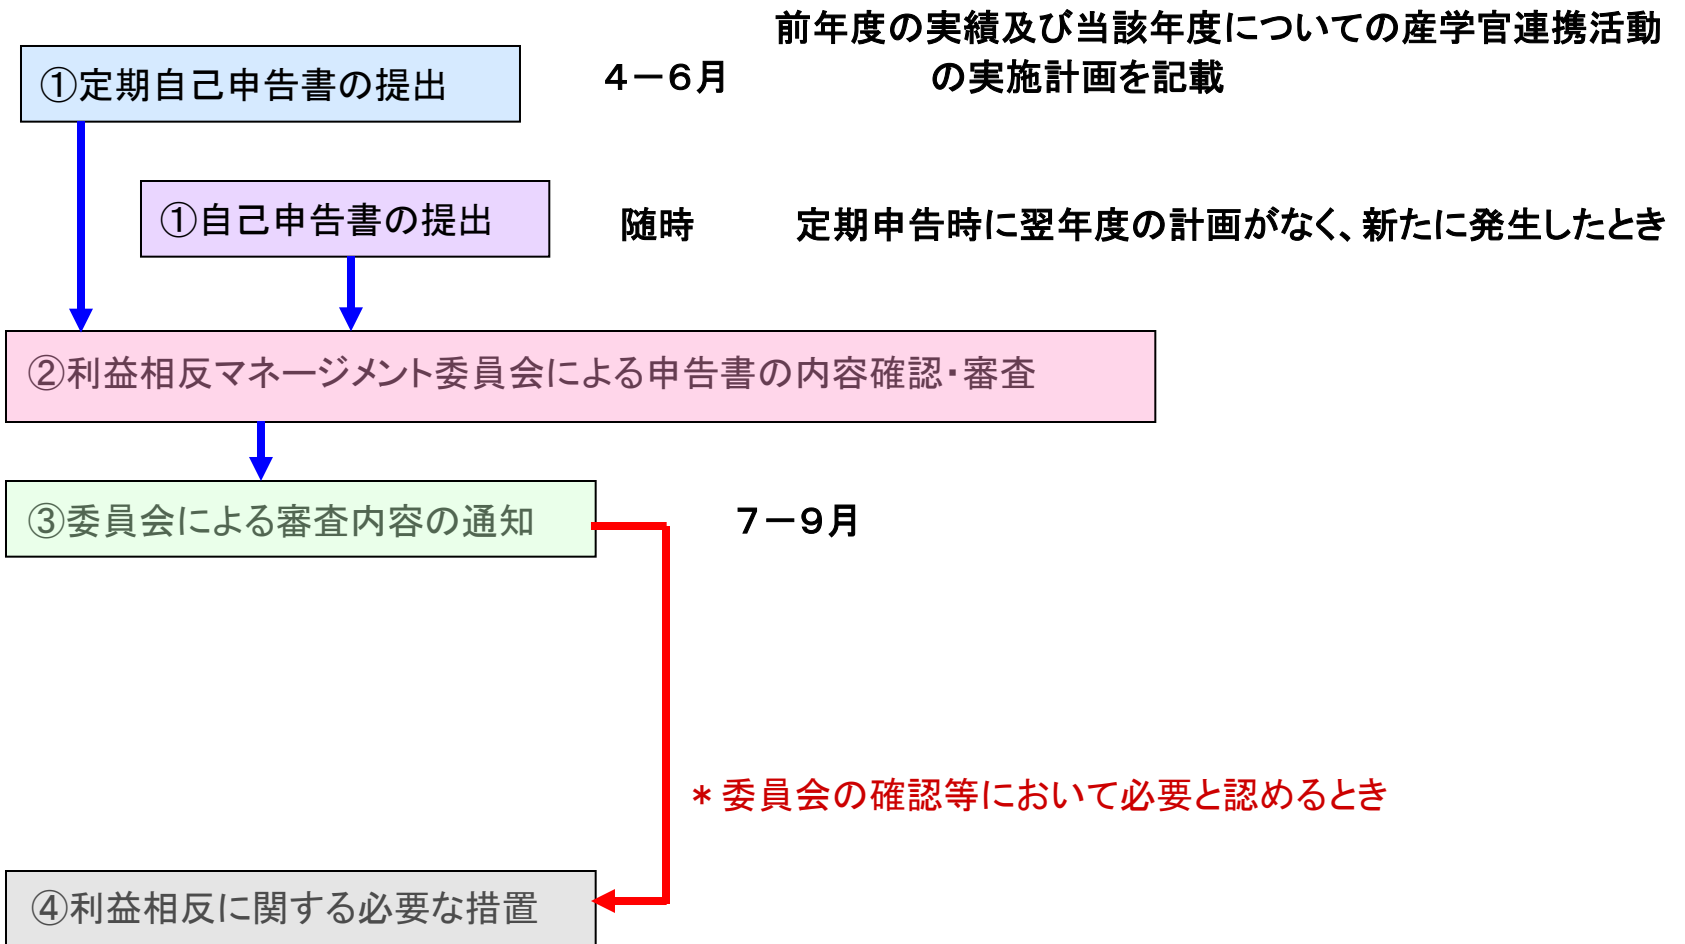 前年度の実績及び当該年度についての産学官連携活動
①定期自己申告書の提出 4－6月 の実施計画を記載
①自己申告書の提出 随時 定期申告時に翌年度の計画がなく、新たに発生したとき
②利益相反マネージメント委員会による申告書の内容確認・審査
③委員会による審査内容の通知 7－9月
*委員会の確認等において必要と認めるとき
④利益相反に関する必要な措置